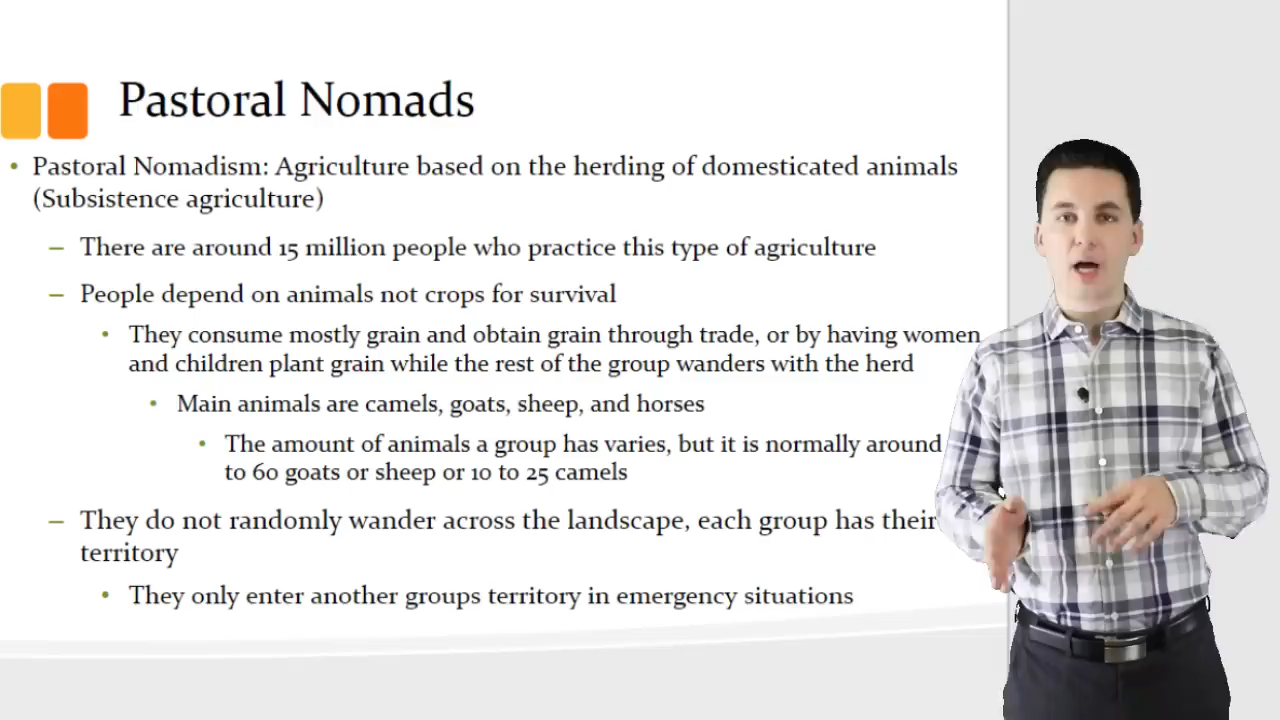 Pastoral Nomads
• Pastoral Nomadism: Agriculture based on the herding of domesticated animals
(Subsistence agriculture)
– There are around 15 million people who practice this type of agriculture
– People depend on animals not crops for survival
• They consume mostly grain and obtain grain through trade, or by having women
and children plant grain while the rest of the group wanders with the herd
• Main animals are camels, goats, sheep, and horses
• The amount of animals a group has varies, but it is normally around
to 60 goats or sheep or 10 to 25 camels
– They do not randomly wander across the landscape, each group has their
territory
• They only enter another groups territory in emergency situations